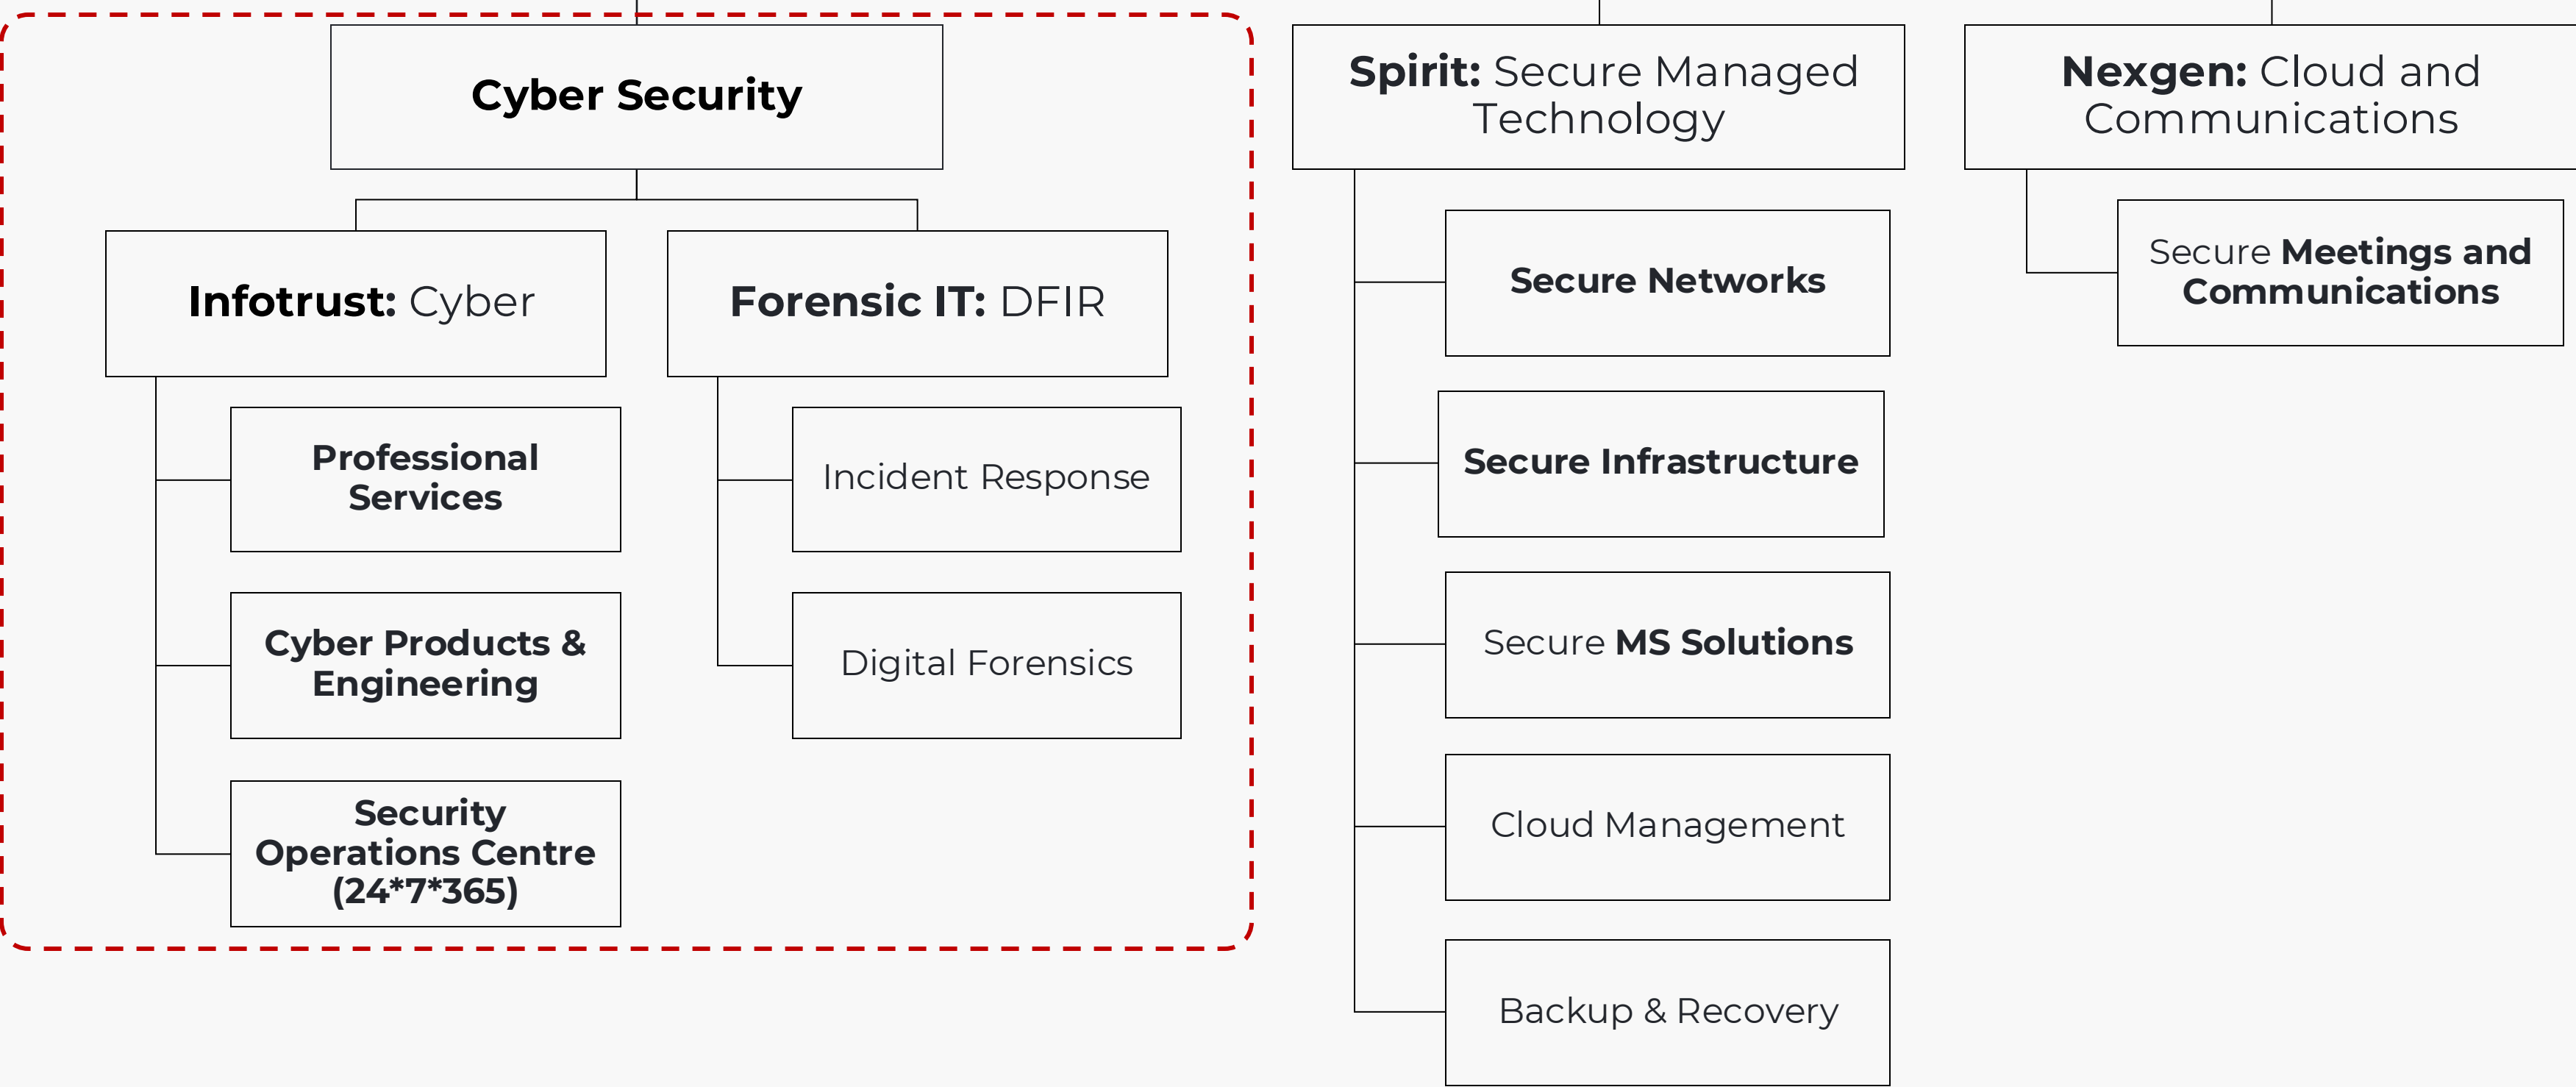 Cyber Security
Infotrust: Cyber
Professional
Services
Cyber Products &
Engineering
Security
Operations Centre
(24*7*365)
Forensic IT: DFIR
Incident Response
Digital Forensics
Spirit: Secure Managed
Technology
Secure Networks
Secure Infrastructure
Secure MS Solutions
Cloud Management
Backup & Recovery
Nexgen: Cloud and
Communications
Secure Meetings and
Communications